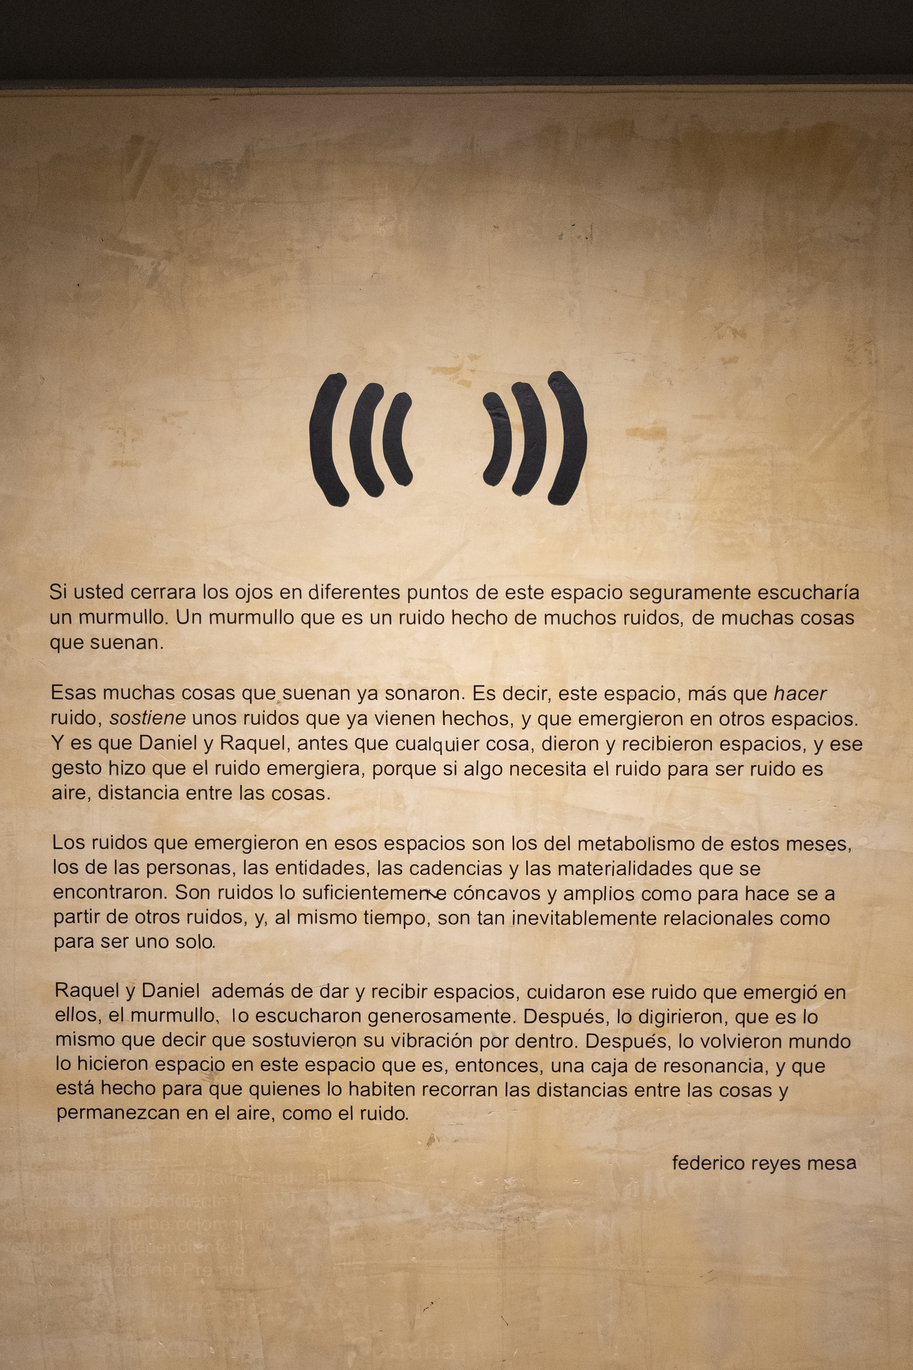 Si usted cerrara los ojos en diferentes puntos de este espacio seguramente escucharía
un murmullo. Un murmullo que es un ruido hecho de muchos ruidos, de muchas cosas
que suenan.
Esas muchas cosas que suenan ya sonaron. Es decir, este espacio, más que hacer
ruido, sostiene unos ruidos que ya vienen hechos, y que emergieron en otros espacios.
Y es que Daniel y Raquel, antes que cualquier cosa, dieron y recibieron espacios, y ese
gesto hizo que el ruido emergiera, porque si algo necesita el ruido para ser ruido es
aire, distancia entre las cosas.
Los ruidos que emergieron en esos espacios son los del metabolismo de estos meses,
los de las personas, las entidades, las cadencias y las materialidades que se
encontraron. Son ruidos lo suficientemente cóncavos y amplios como para hace se a
partir de otros ruidos, y, al mismo tiempo, son tan inevitablemente relacionales como
para ser uno solo.
Raquel y Daniel además de dar y recibir espacios, cuidaron ese ruido que emergió en
ellos, el murmullo, lo escucharon generosamente. Después, lo digirieron, que es lo
mismo que decir que sostuvieron su vibración por dentro. Después, lo volvieron mundo
lo hicieron espacio en este espacio que es, entonces, una caja de resonancia, y que
está hecho para que quienes lo habiten recorran las distancias entre las cosas y
permanezcan en el aire, como el ruido.
federico reyes mesa